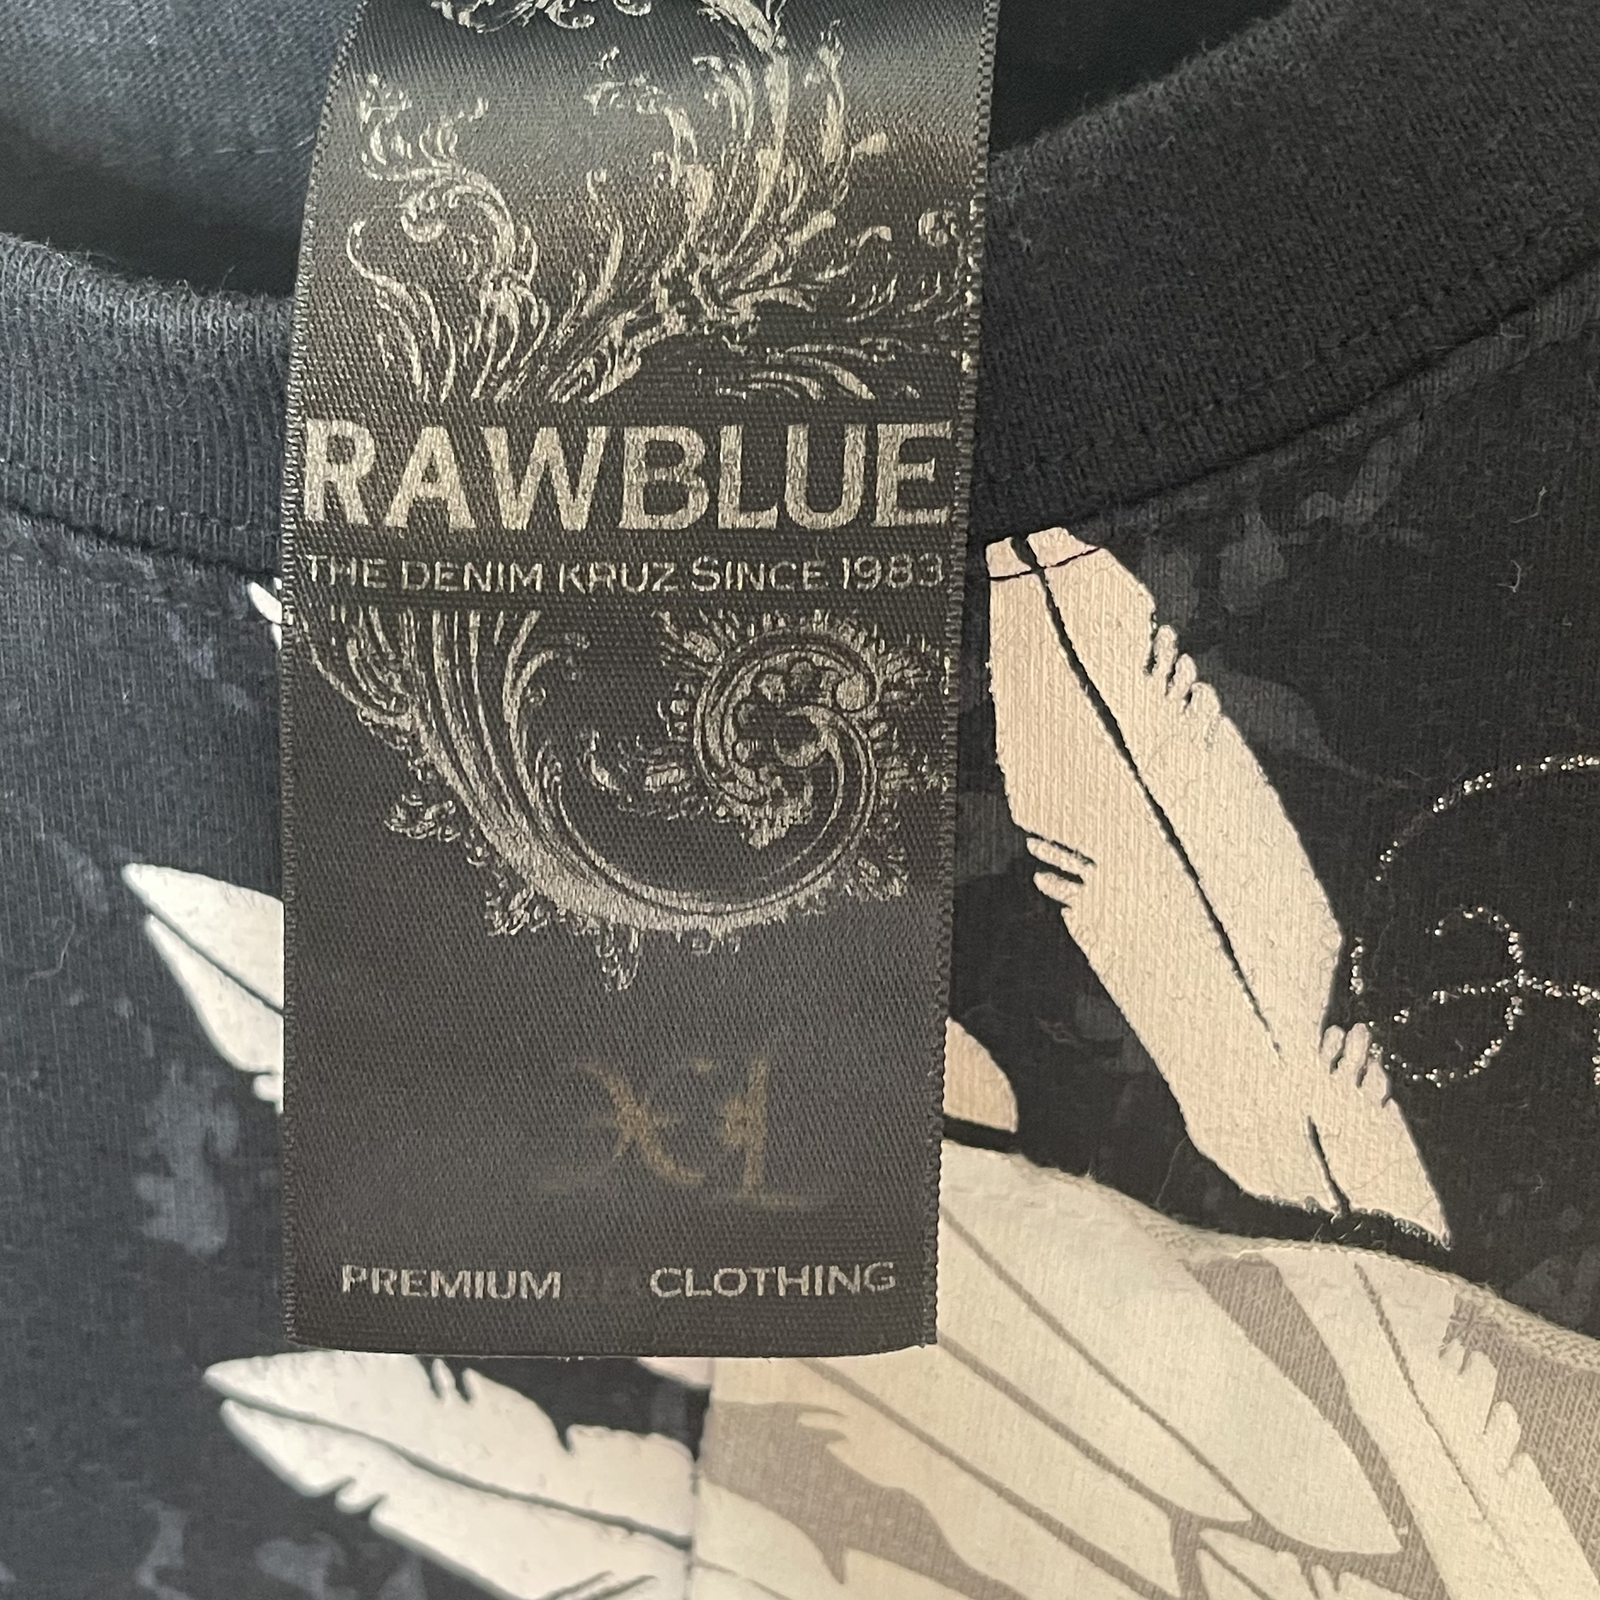 RAWBLUE
THE DENIM KRUZ SINCE 1983
XL
PREMIUM CLOTHING